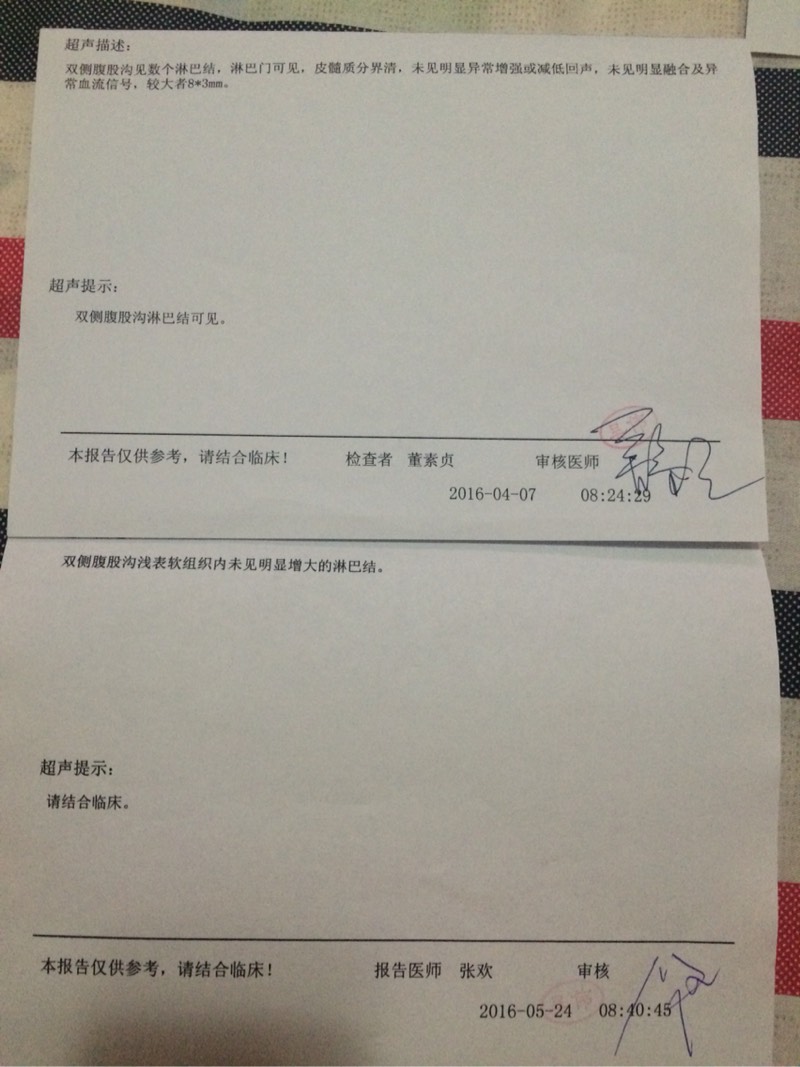 超声描述：
双侧腹股沟见数个淋巴结，淋巴门可见，皮髓质分界清，未见明显异常增强或减低回声，未见明显融合及异
常血流信号，较大者8*3mm。
超声提示：
双侧腹股沟淋巴结可见。
本报告仅供参考，请结合临床！ 检查者 董素贞 审核医师
2016-04-07 08:24:29
双侧腹股沟浅表软组织内未见明显增大的淋巴结。
超声提示：
请结合临床。
本报告仅供参考，请结合临床！ 报告医师 张欢 审核
2016-05-24 08:40:45